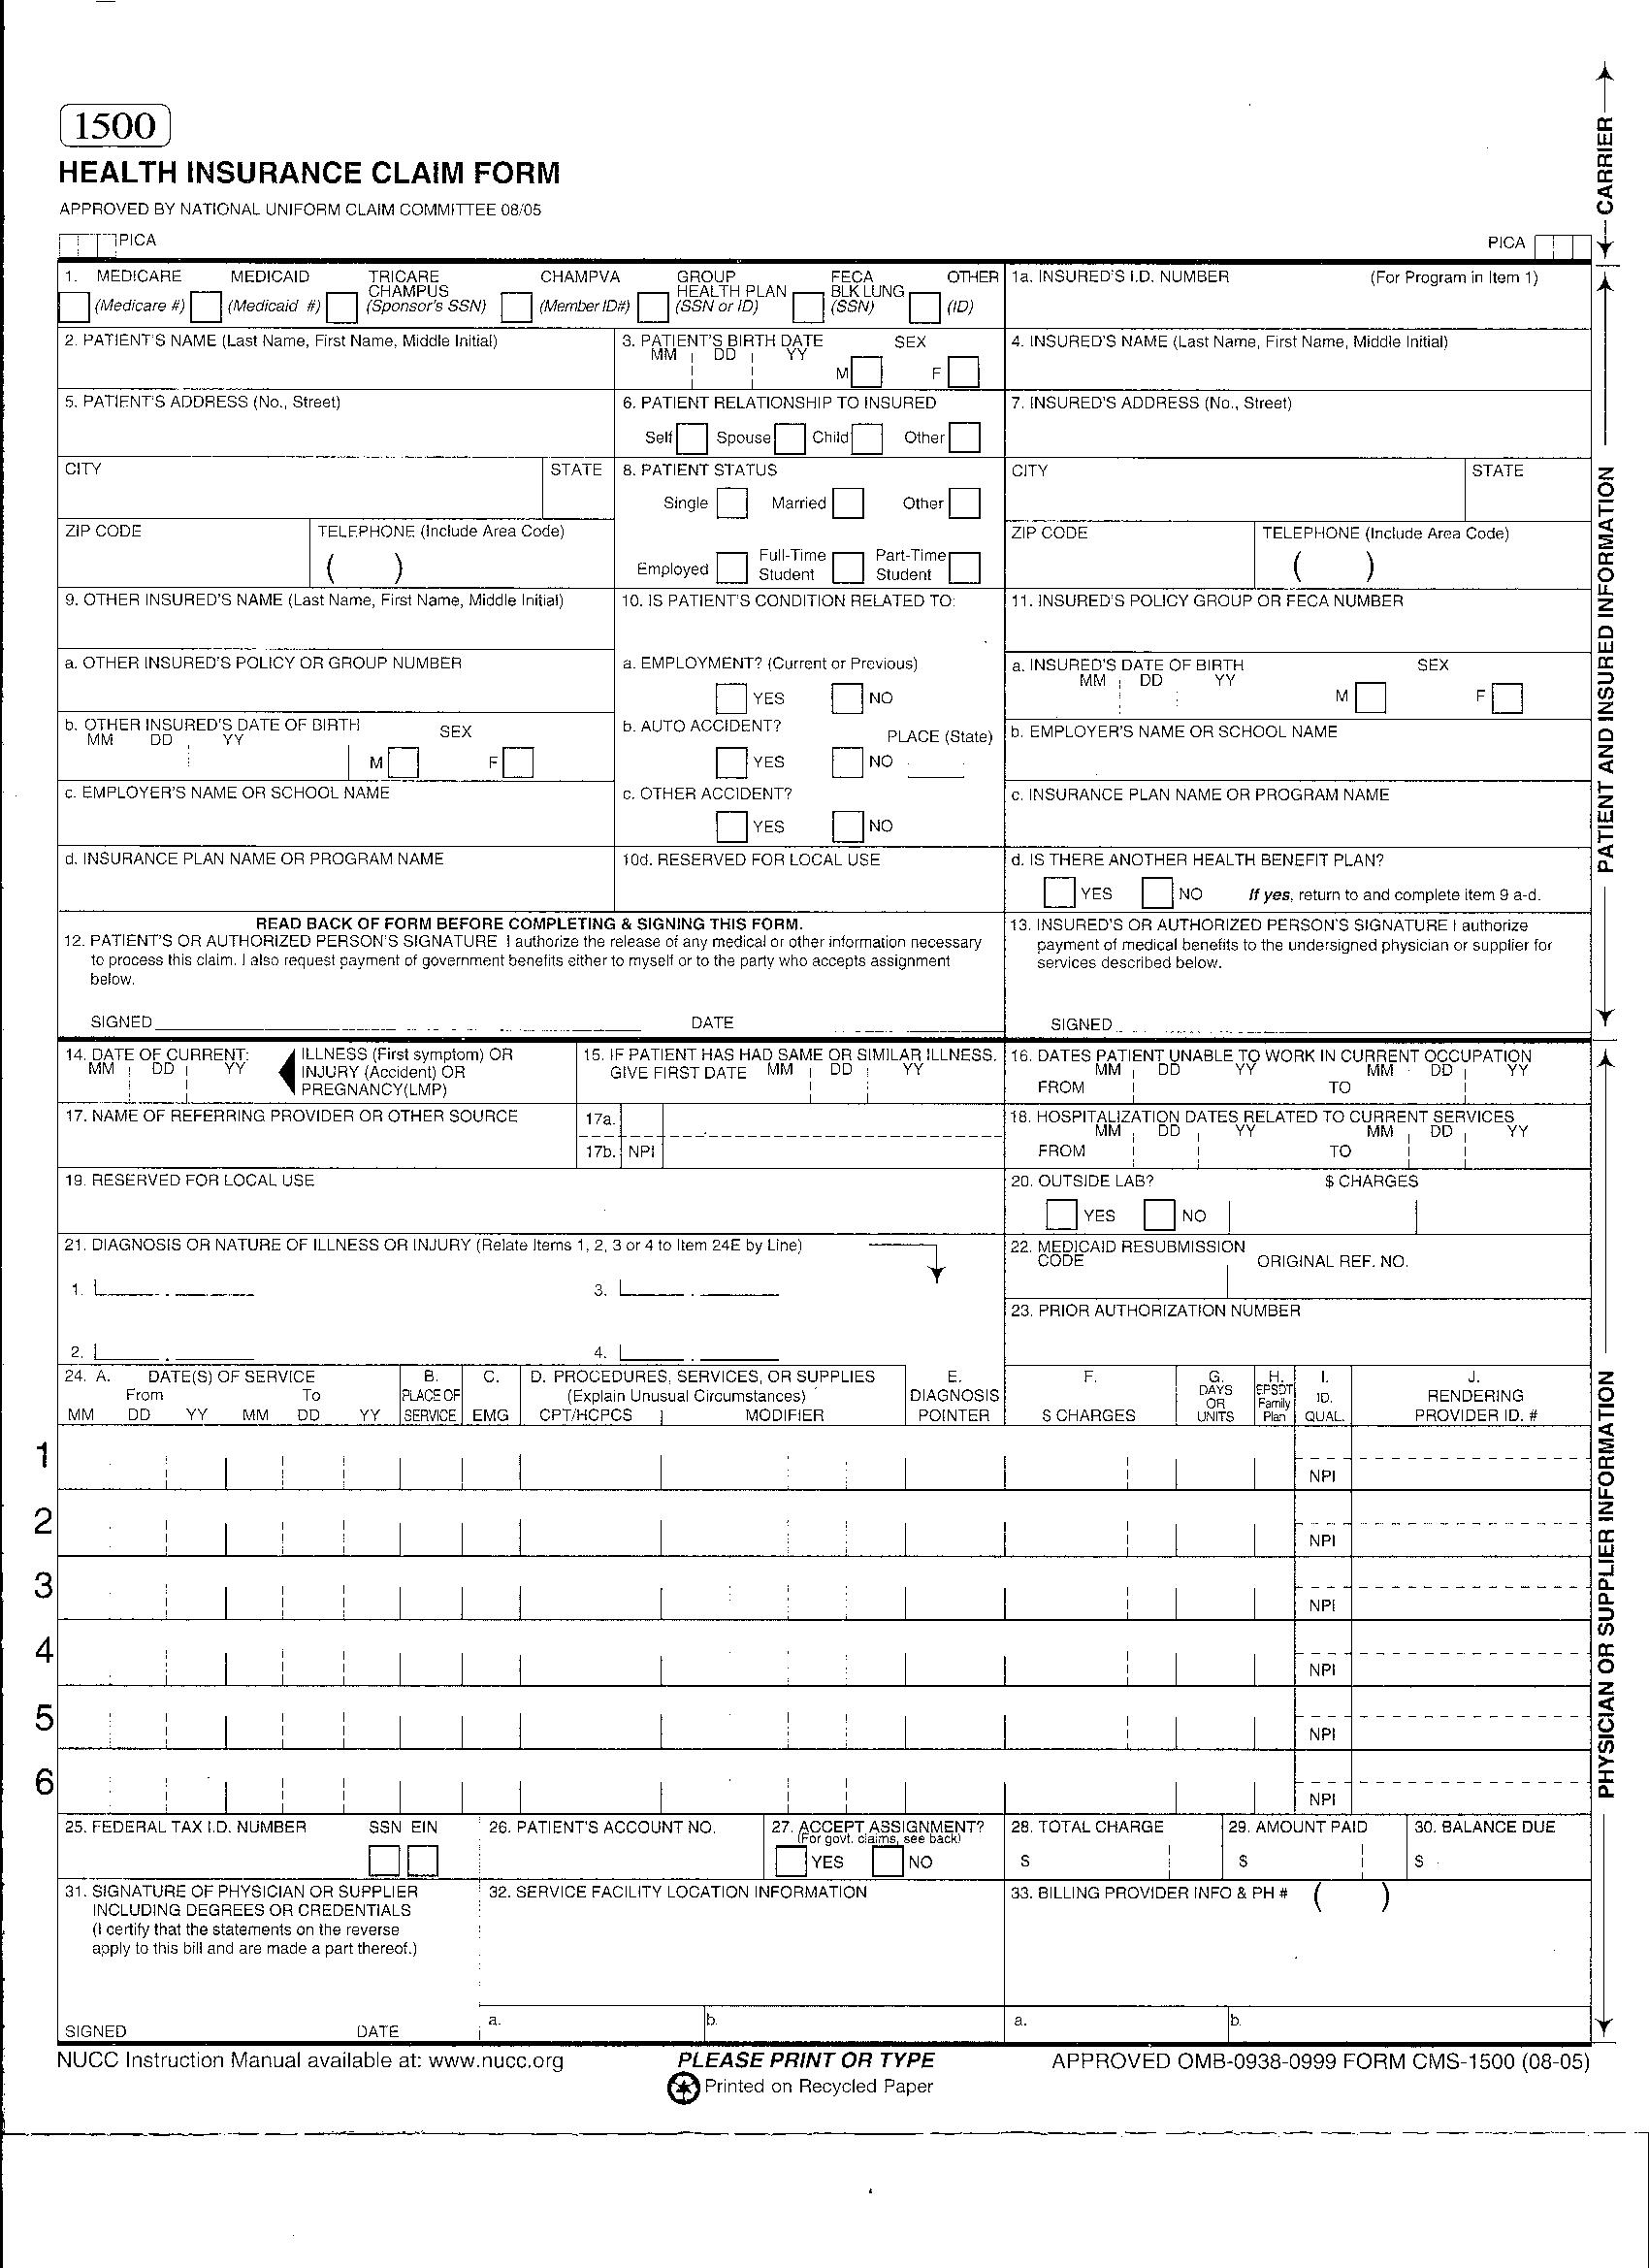 1500
HEALTH INSURANCE CLAIM FORM
APPROVED BY NATIONAL UNIFORM CLAIM COMMITTEE 08/05
PICA PICA
CARRIER
1. MEDICARE MEDICAID TRICARE CHAMPVA GROUP FECA OTHER 1a. INSURED'S I.D. NUMBER (For Program in Item 1)
CHAMPUS HEALTH PLAN BLK LUNG
(Medicare #) (Medicaid #) (Sponsor's SSN) (Member ID#) (SSN or ID) (SSN) (ID)
2. PATIENT'S NAME (Last Name, First Name, Middle Initial) 3. PATIENT'S BIRTH DATE SEX 4. INSURED'S NAME (Last Name, First Name, Middle Initial)
MM DD YY
M F
5. PATIENT'S ADDRESS (No., Street) 6. PATIENT RELATIONSHIP TO INSURED 7. INSURED'S ADDRESS (No., Street)
Self Spouse Child Other
CITY STATE 8. PATIENT STATUS CITY STATE
Single Married Other
ZIP CODE TELEPHONE (Include Area Code) ZIP CODE TELEPHONE (Include Area Code)
( ) Employed Full-Time Student Part-Time Student ( )
9. OTHER INSURED'S NAME (Last Name, First Name, Middle Initial) 10. IS PATIENT'S CONDITION RELATED TO: 11. INSURED'S POLICY GROUP OR FECA NUMBER
a. OTHER INSURED'S POLICY OR GROUP NUMBER a. EMPLOYMENT? (Current or Previous) a. INSURED'S DATE OF BIRTH SEX
MM DD YY
YES NO M F
b. OTHER INSURED'S DATE OF BIRTH SEX b. AUTO ACCIDENT? PLACE (State) b. EMPLOYER'S NAME OR SCHOOL NAME
MM DD YY
M F YES NO
c. EMPLOYER'S NAME OR SCHOOL NAME c. OTHER ACCIDENT? c. INSURANCE PLAN NAME OR PROGRAM NAME
YES NO
d. INSURANCE PLAN NAME OR PROGRAM NAME 10d. RESERVED FOR LOCAL USE d. IS THERE ANOTHER HEALTH BENEFIT PLAN?
YES NO If yes, return to and complete item 9 a-d.
READ BACK OF FORM BEFORE COMPLETING & SIGNING THIS FORM.
12. PATIENT'S OR AUTHORIZED PERSON'S SIGNATURE I authorize the release of any medical or other information necessary
to process this claim. I also request payment of government benefits either to myself or to the party who accepts assignment
below.
SIGNED DATE
13. INSURED'S OR AUTHORIZED PERSON'S SIGNATURE I authorize
payment of medical benefits to the undersigned physician or supplier for
services described below.
SIGNED
PATIENT AND INSURED INFORMATION
14. DATE OF CURRENT: ILLNESS (First symptom) OR 15. IF PATIENT HAS HAD SAME OR SIMILAR ILLNESS. 16. DATES PATIENT UNABLE TO WORK IN CURRENT OCCUPATION
MM DD YY INJURY (Accident) OR GIVE FIRST DATE MM DD YY MM DD YY MM DD YY
PREGNANCY(LMP) FROM TO
17. NAME OF REFERRING PROVIDER OR OTHER SOURCE 17a. 18. HOSPITALIZATION DATES RELATED TO CURRENT SERVICES
MM DD YY MM DD YY
17b. NPI FROM TO
19. RESERVED FOR LOCAL USE 20. OUTSIDE LAB? $ CHARGES
YES NO
21. DIAGNOSIS OR NATURE OF ILLNESS OR INJURY (Relate Items 1, 2, 3 or 4 to Item 24E by Line) 22. MEDICAID RESUBMISSION
CODE ORIGINAL REF. NO.
1. 3.
23. PRIOR AUTHORIZATION NUMBER
2. 4.
24. A. DATE(S) OF SERVICE B. C. D. PROCEDURES, SERVICES, OR SUPPLIES E. F. G. H. I. J.
From To PLACE OF (Explain Unusual Circumstances) DIAGNOSIS DAYS OR EPSDT Family ID. RENDERING
MM DD YY MM DD YY SERVICE EMG CPT/HCPCS MODIFIER POINTER $ CHARGES UNITS Plan QUAL. PROVIDER ID. #
1 NPI
2 NPI
3 NPI
4 NPI
5 NPI
6 NPI
25. FEDERAL TAX I.D. NUMBER SSN EIN 26. PATIENT'S ACCOUNT NO. 27. ACCEPT ASSIGNMENT? 28. TOTAL CHARGE 29. AMOUNT PAID 30. BALANCE DUE
(For govt. claims, see back)
YES NO $ $ $
31. SIGNATURE OF PHYSICIAN OR SUPPLIER 32. SERVICE FACILITY LOCATION INFORMATION 33. BILLING PROVIDER INFO & PH # ( )
INCLUDING DEGREES OR CREDENTIALS
(I certify that the statements on the reverse
apply to this bill and are made a part thereof.)
SIGNED DATE a. b. a. b.
PHYSICIAN OR SUPPLIER INFORMATION
NUCC Instruction Manual available at: www.nucc.org PLEASE PRINT OR TYPE APPROVED OMB-0938-0999 FORM CMS-1500 (08-05)
Printed on Recycled Paper